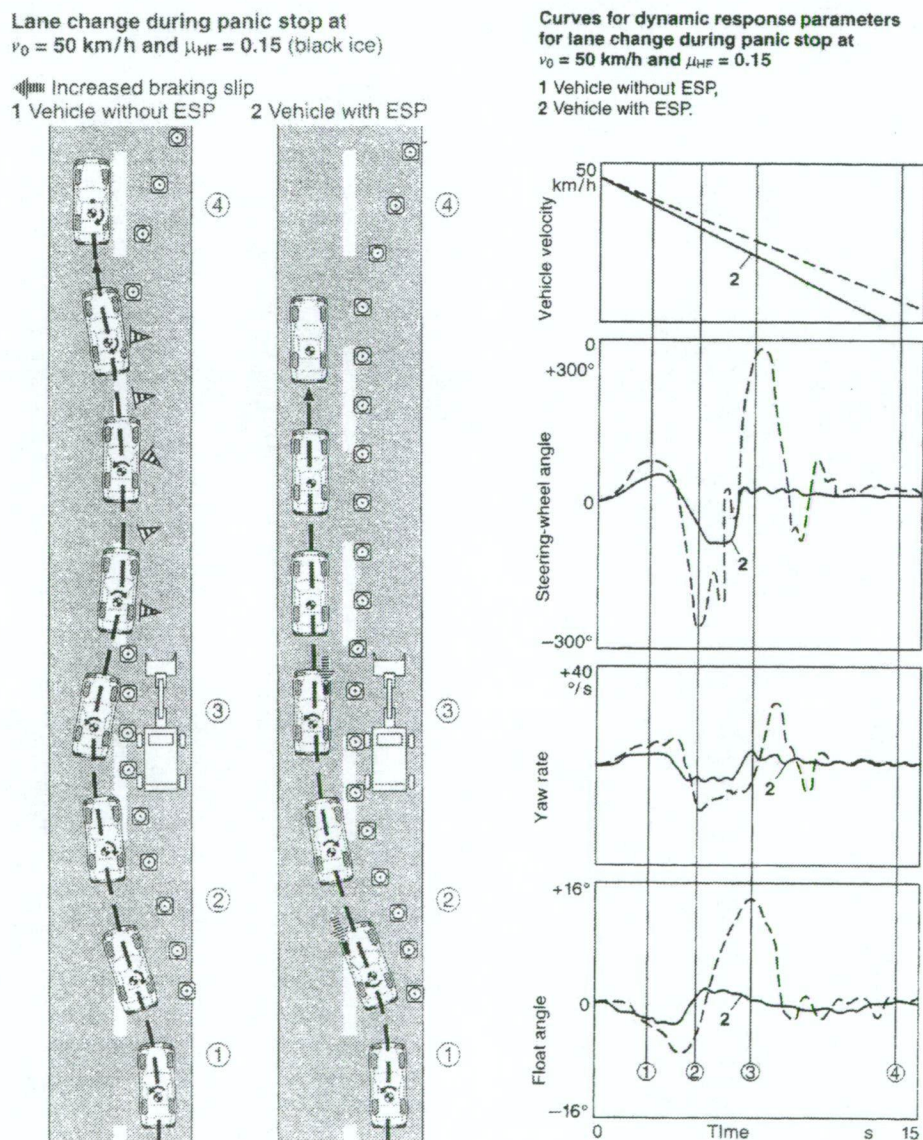 Lane change during panic stop at
ν₀ = 50 km/h and μHF = 0.15 (black ice)
Increased braking slip
1 Vehicle without ESP
2 Vehicle with ESP
④
④
③
③
②
②
①
①
Curves for dynamic response parameters
for lane change during panic stop at
ν₀ = 50 km/h and μHF = 0.15
1 Vehicle without ESP,
2 Vehicle with ESP.
50
km/h
Vehicle velocity
2
0
+300°
Steering-wheel angle
0
2
−300°
+40
°/s
Yaw rate
2
+16°
Float angle
0
2
① ② ③ ④
−16°
0 TIme s 15